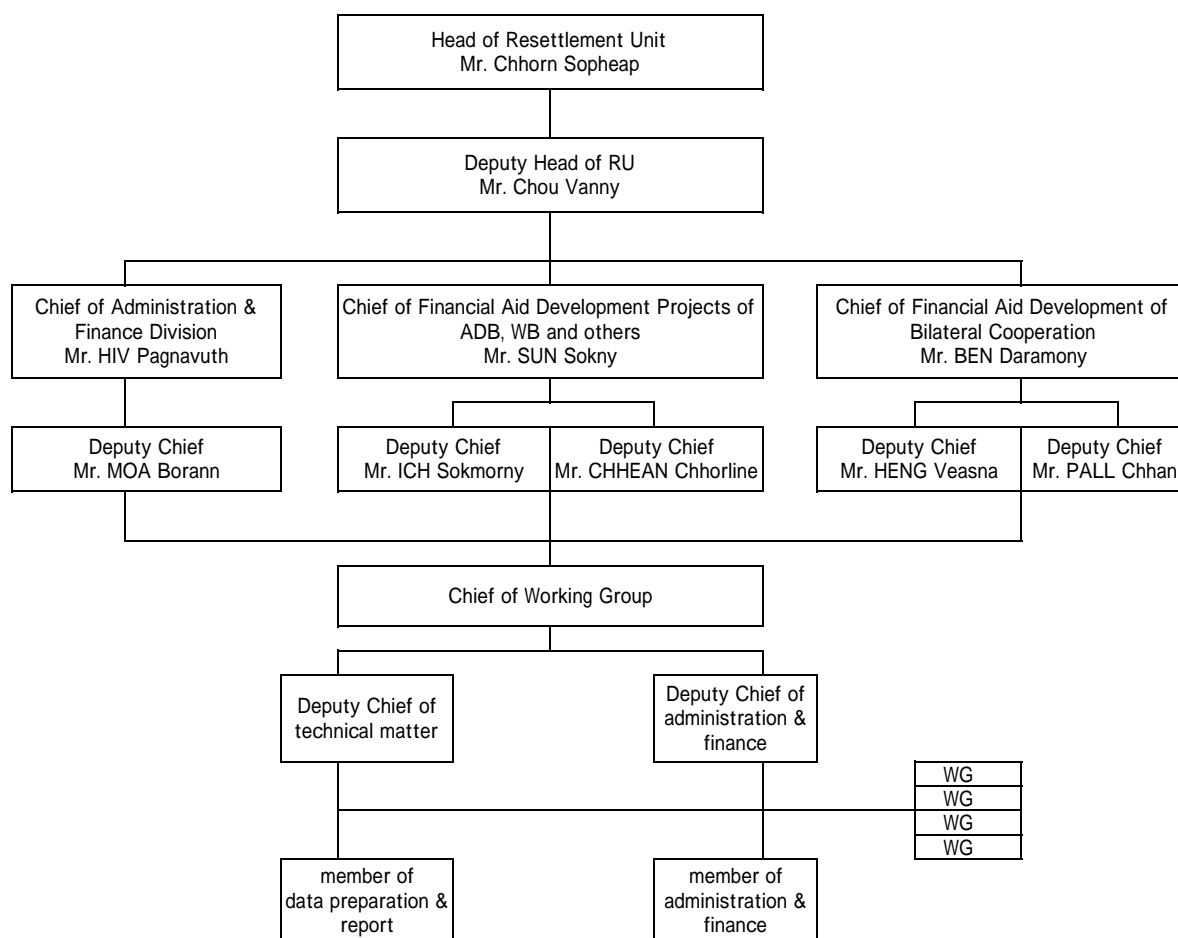 Head of Resettlement Unit
Mr. Chhorn Sopheap
Deputy Head of RU
Mr. Chou Vanny
Chief of Administration &
Finance Division
Mr. HIV Pagnavuth
Chief of Financial Aid Development Projects of
ADB, WB and others
Mr. SUN Sokny
Chief of Financial Aid Development of
Bilateral Cooperation
Mr. BEN Daramony
Deputy Chief
Mr. MOA Borann
Deputy Chief
Mr. ICH Sokmorny
Deputy Chief
Mr. CHHEAN Chhorline
Deputy Chief
Mr. HENG Veasna
Deputy Chief
Mr. PALL Chhan
Chief of Working Group
Deputy Chief of
technical matter
Deputy Chief of
administration &
finance
WG
WG
WG
WG
member of
data preparation &
report
member of
administration &
finance